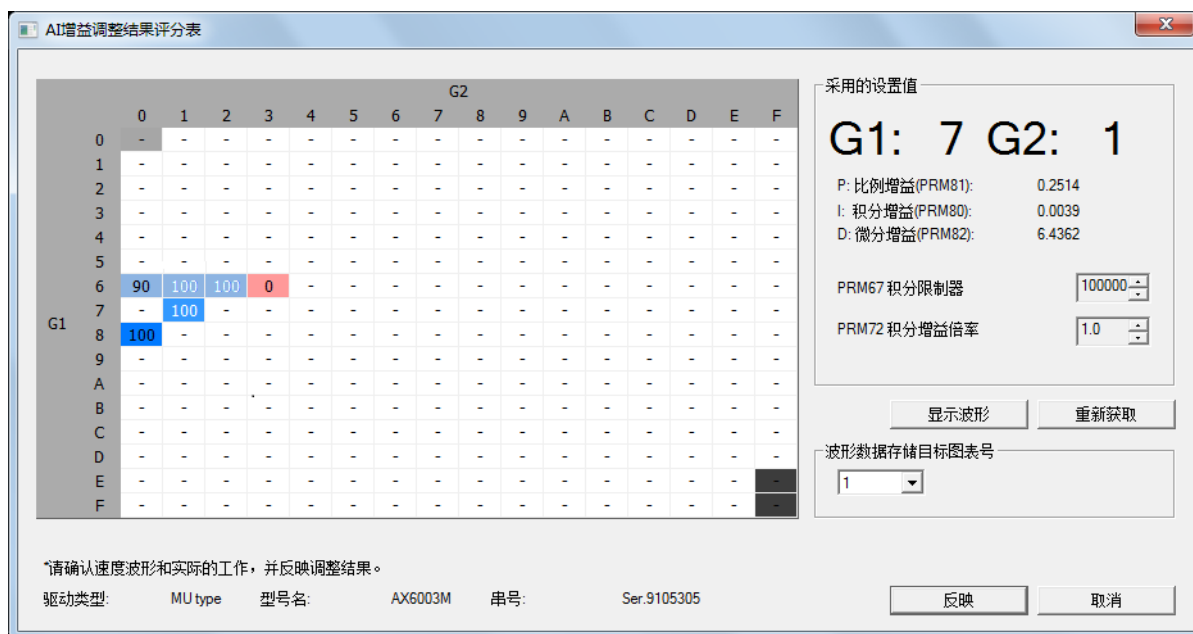 AI增益调整结果评分表
G2
0 1 2 3 4 5 6 7 8 9 A B C D E F
0 - - - - - - - - - - - - - - - -
1 - - - - - - - - - - - - - - - -
2 - - - - - - - - - - - - - - - -
3 - - - - - - - - - - - - - - - -
4 - - - - - - - - - - - - - - - -
5 - - - - - - - - - - - - - - - -
6 90 100 100 0 - - - - - - - - - - - -
G1
7 - 100 - - - - - - - - - - - - - -
8 100 - - - - - - - - - - - - - - -
9 - - - - - - - - - - - - - - - -
A - - - - - - - - - - - - - - - -
B - - - - - - - - - - - - - - - -
C - - - - - - - - - - - - - - - -
D - - - - - - - - - - - - - - - -
E - - - - - - - - - - - - - - - -
F - - - - - - - - - - - - - - - -
采用的设置值
G1: 7 G2: 1
P: 比例增益(PRM81): 0.2514
I: 积分增益(PRM80): 0.0039
D: 微分增益(PRM82): 6.4362
PRM67 积分限制器 100000
PRM72 积分增益倍率 1.0
显示波形 重新获取
波形数据存储目标图表号
1
*请确认速度波形和实际的工作，并反映调整结果。
驱动类型: MU type 型号名: AX6003M 串号: Ser.9105305
反映 取消